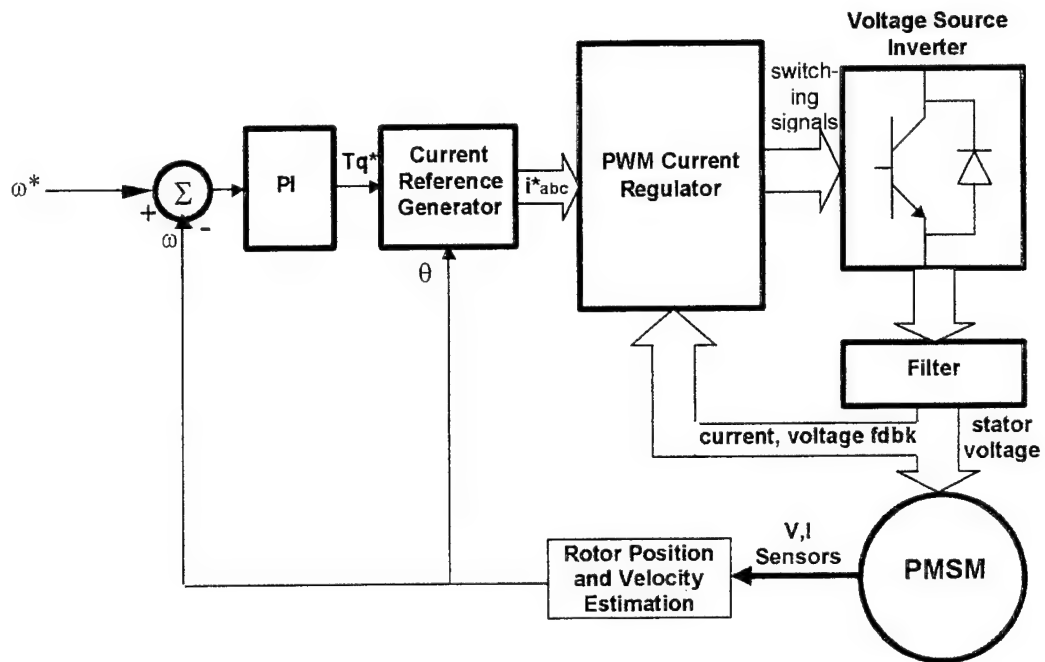 Voltage Source
Inverter
switch-
ing
signals
PWM Current
Regulator
Current
Reference
Generator
Tq*
PI
i*abc
ω*
Σ
+
-
ω
θ
Filter
current, voltage fdbk
stator
voltage
V,I
Sensors
Rotor Position
and Velocity
Estimation
PMSM